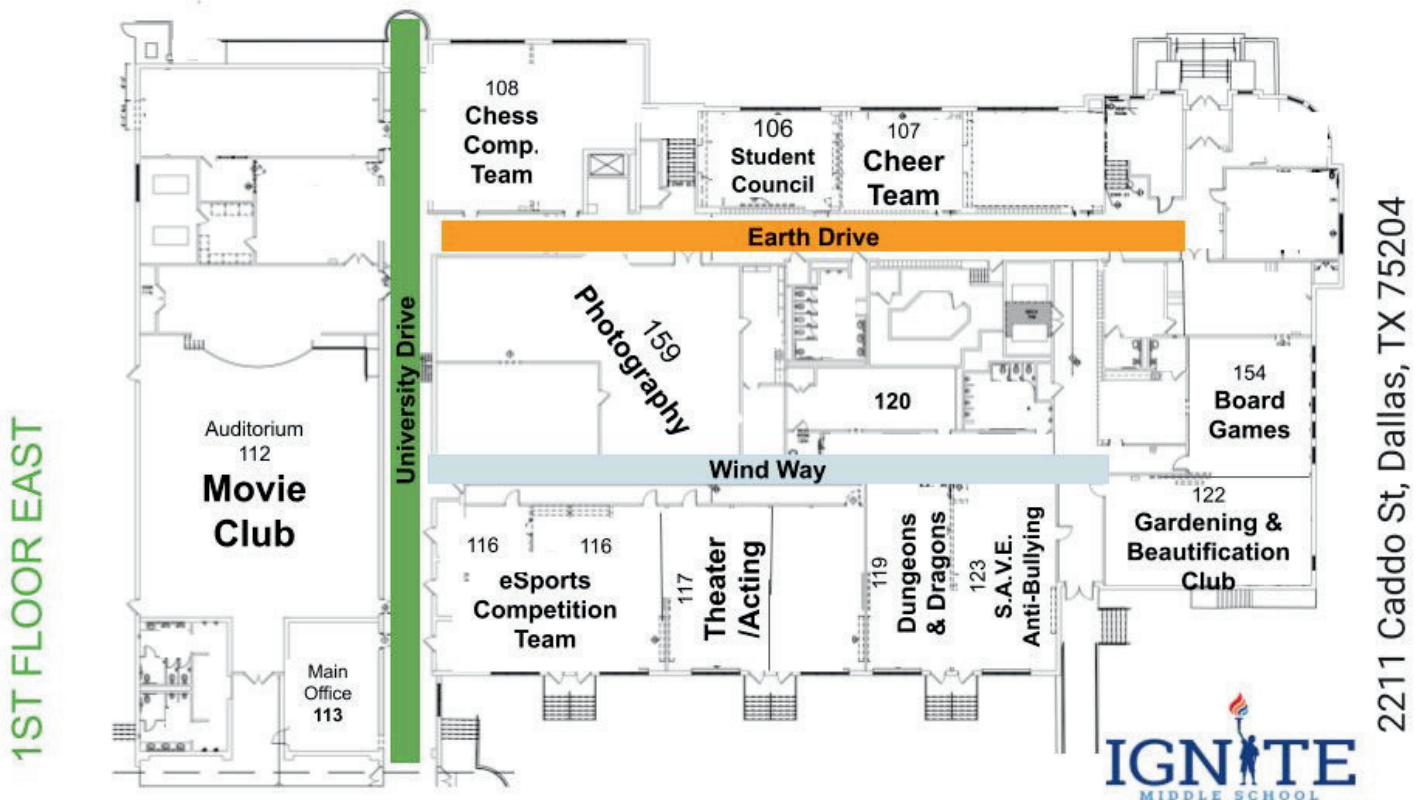 1ST FLOOR EAST
108
Chess
Comp.
Team
106
Student
Council
107
Cheer
Team
Earth Drive
University Drive
159
Photography
120
154
Board
Games
Auditorium
112
Movie
Club
Wind Way
116
116
eSports
Competition
Team
117
Theater
/Acting
119
Dungeons
& Dragons
123
S.A.V.E.
Anti-Bullying
122
Gardening &
Beautification
Club
Main
Office
113
22111 Caddo St, Dallas, TX 75204
IGNITE
MIDDLE SCHOOL